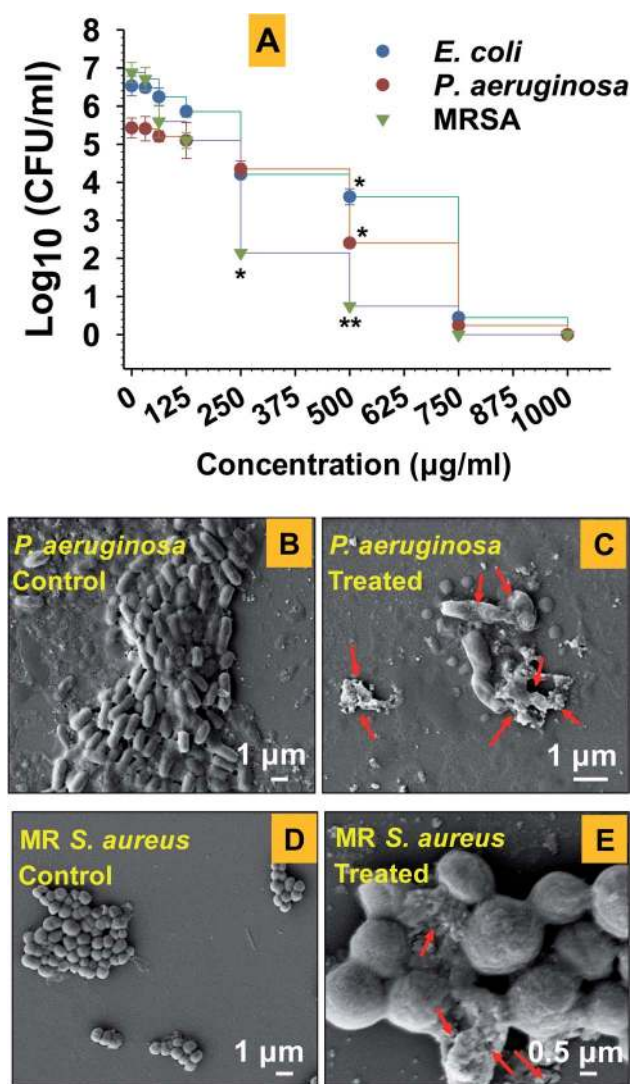 A
E. coli
P. aeruginosa
MRSA
8
7
6
5
4
3
2
1
0
Log10 (CFU/ml)
*
*
*
**
0
125
250
375
500
625
750
875
1000
Concentration (µg/ml)
P. aeruginosa
Control
B
1 µm
P. aeruginosa
Treated
C
1 µm
MR S. aureus
Control
D
1 µm
MR S. aureus
Treated
E
0.5 µm